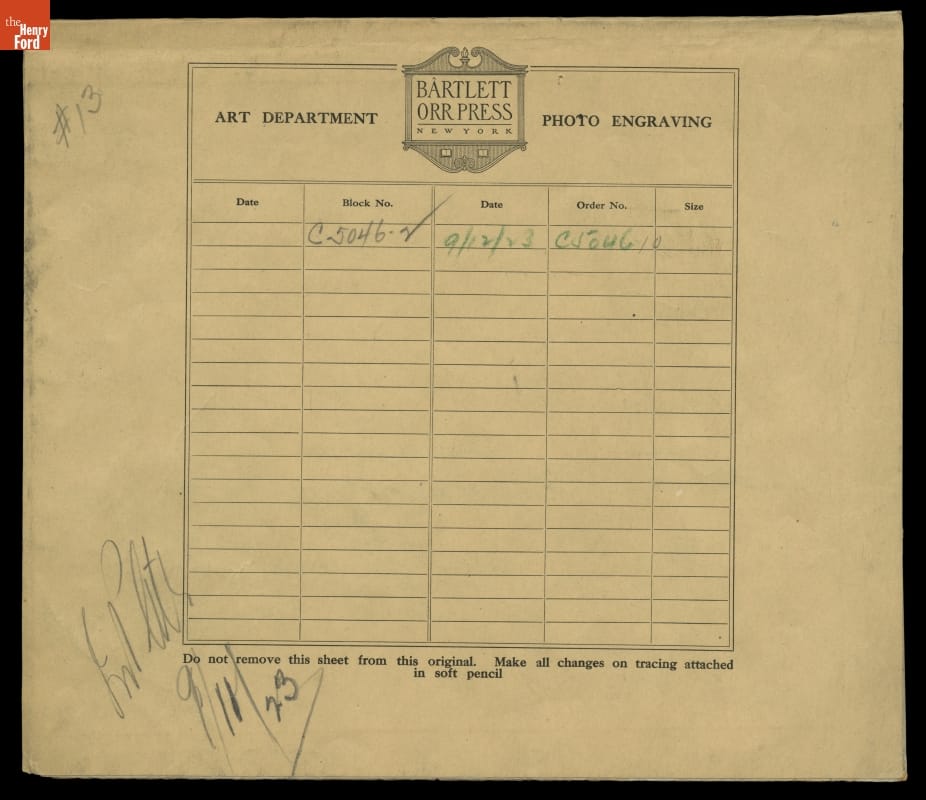 the Henry Ford
#13
ART DEPARTMENT
BARTLETT
ORR PRESS
NEW YORK
PHOTO ENGRAVING
Date Block No. Date Order No. Size
C-5046-2 9/12/23 C5046
Do not remove this sheet from this original. Make all changes on tracing attached
in soft pencil
9/11/23